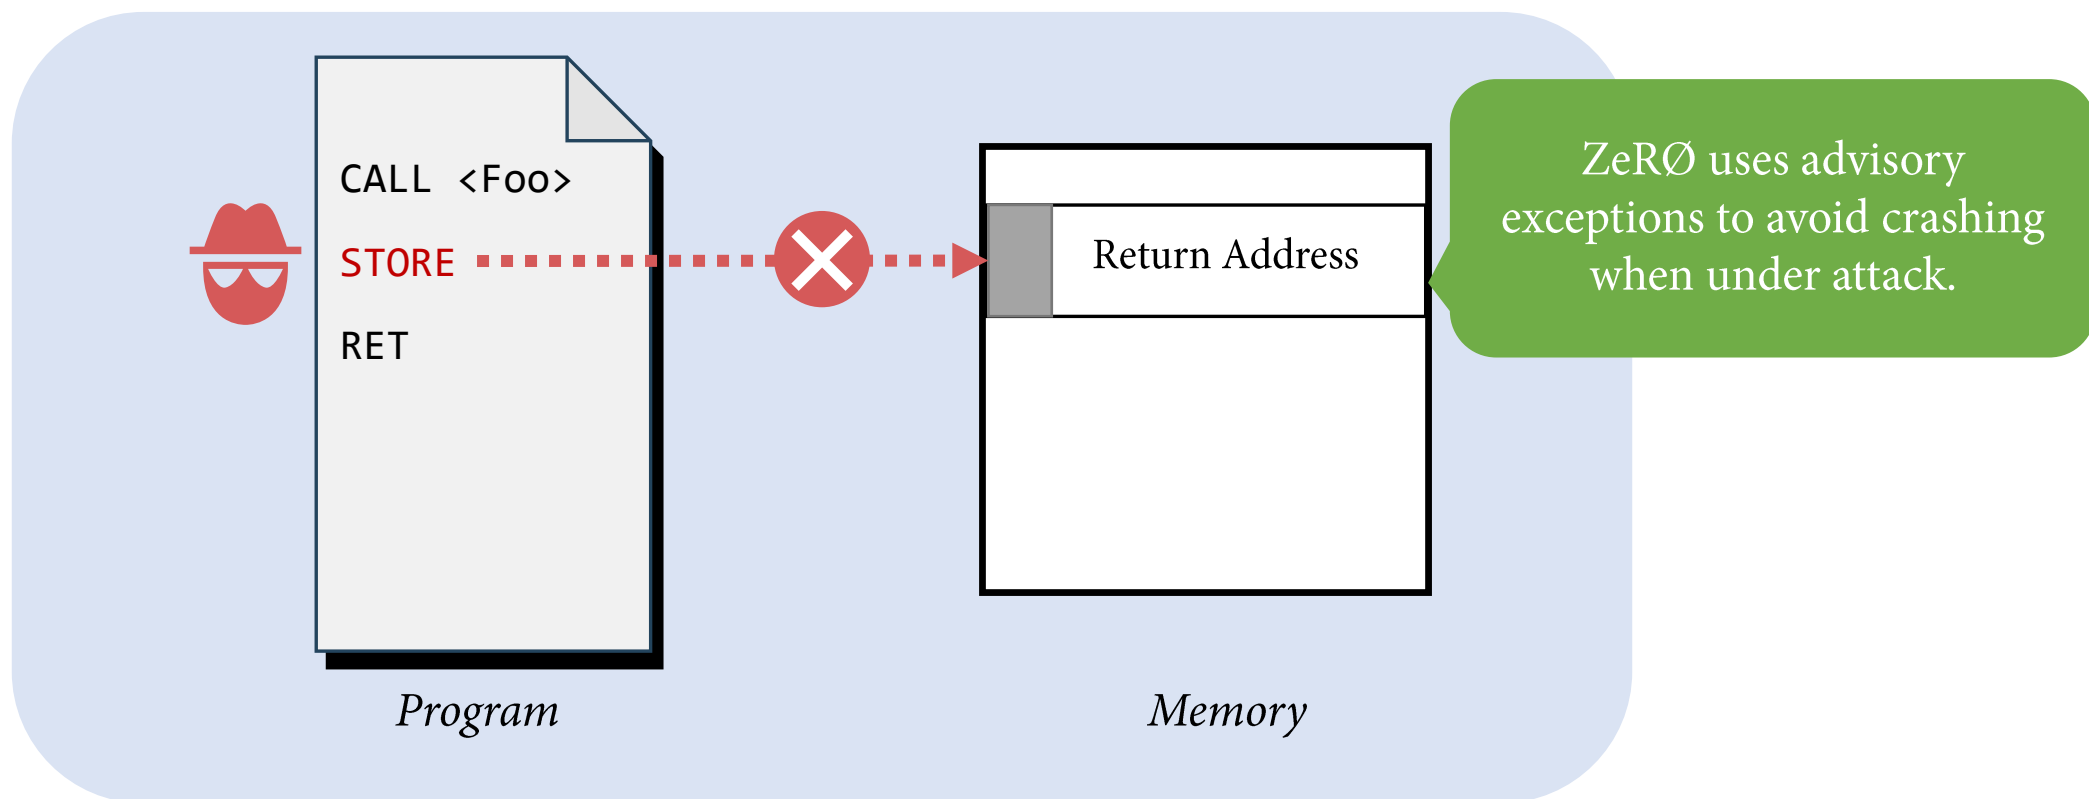 CALL <Foo>
STORE
RET
Return Address
ZeRØ uses advisory
exceptions to avoid crashing
when under attack.
Program
Memory